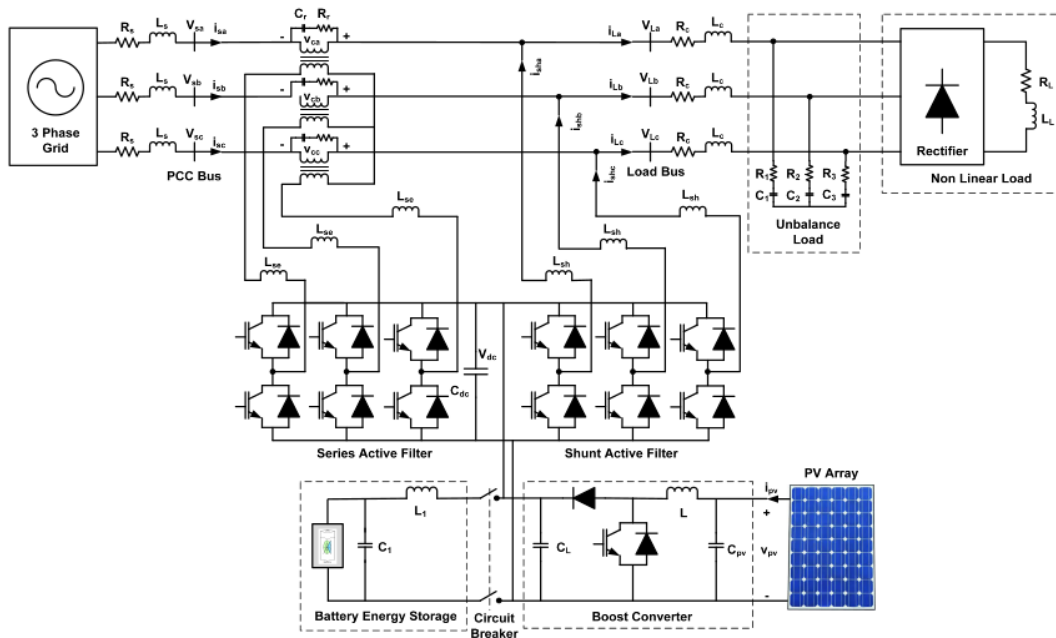 3 Phase
Grid
Rs
Ls
Vsa
isa
Cr
Rr
-
vca
+
isha
iLa
VLa
Rc
Lc
Rs
Ls
Vsb
isb
-
vcb
+
ishb
iLb
VLb
Rc
Lc
Rs
Ls
Vsc
isc
-
vcc
+
ishc
iLc
VLc
Rc
Lc
PCC Bus
Load Bus
R1
R2
R3
C1
C2
C3
Unbalance
Load
Rectifier
RL
LL
Non Linear Load
Lse
Lse
Lse
Lsh
Lsh
Lsh
Vdc
Cdc
Series Active Filter
Shunt Active Filter
L1
C1
Battery Energy Storage
Circuit
Breaker
CL
L
Cpv
Boost Converter
PV Array
ipv
+
vpv
-